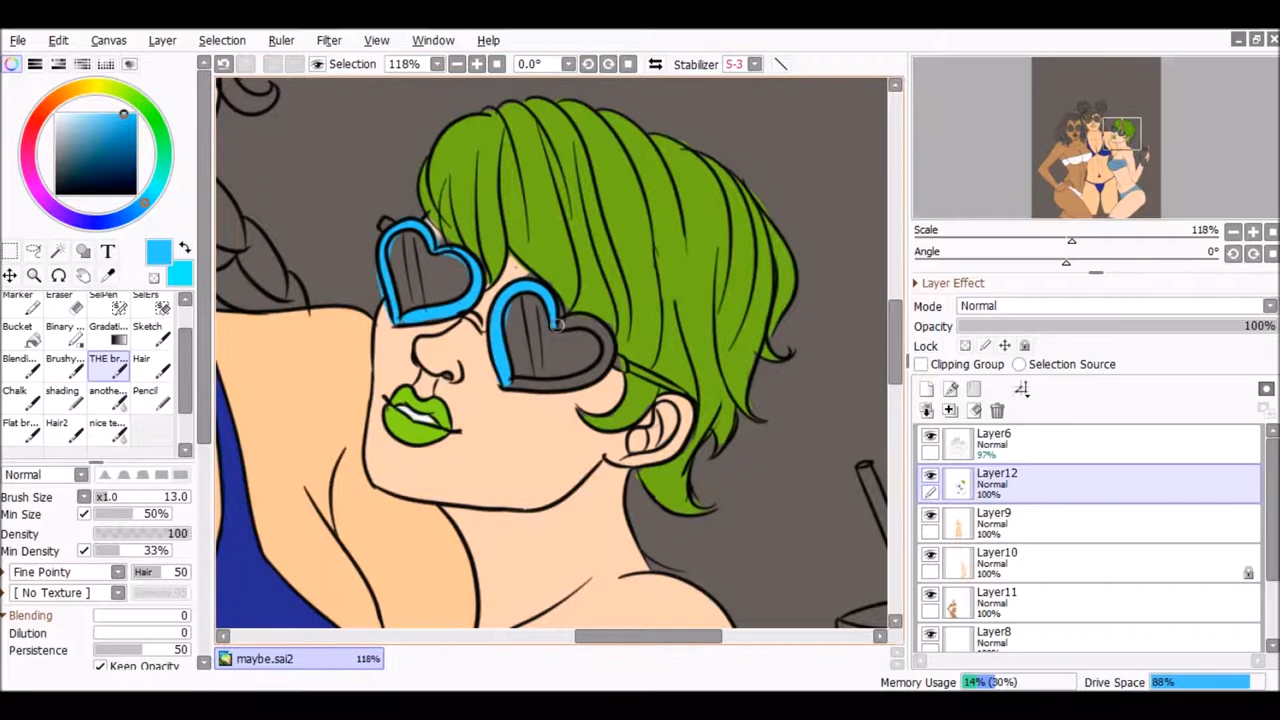 File Edit Canvas Layer Selection Ruler Filter View Window Help
Selection 118% 0.0° Stabilizer S-3
Scale 118%
Angle 0°
Layer Effect
Mode Normal
Opacity 100%
Lock
Clipping Group Selection Source
Marker Eraser SelPen SelErs
Bucket Binary ... Gradati... Sketch
Blendin... Brushy... THE br... Hair
Chalk shading anothe... Pencil
Flat br... Hair2 nice te...
Normal
Brush Size x1.0 13.0
Min Size 50%
Density 100
Min Density 33%
Fine Pointy Hair 50
[ No Texture ]
Blending 0
Dilution 0
Persistence 50
Keep Opacity
Layer6
97%
Layer12
Normal
100%
Layer9
Normal
100%
Layer10
Normal
100%
Layer11
Normal
100%
Layer8
Normal
maybe.sai2 118%
Memory Usage 14% (30%) Drive Space 88%